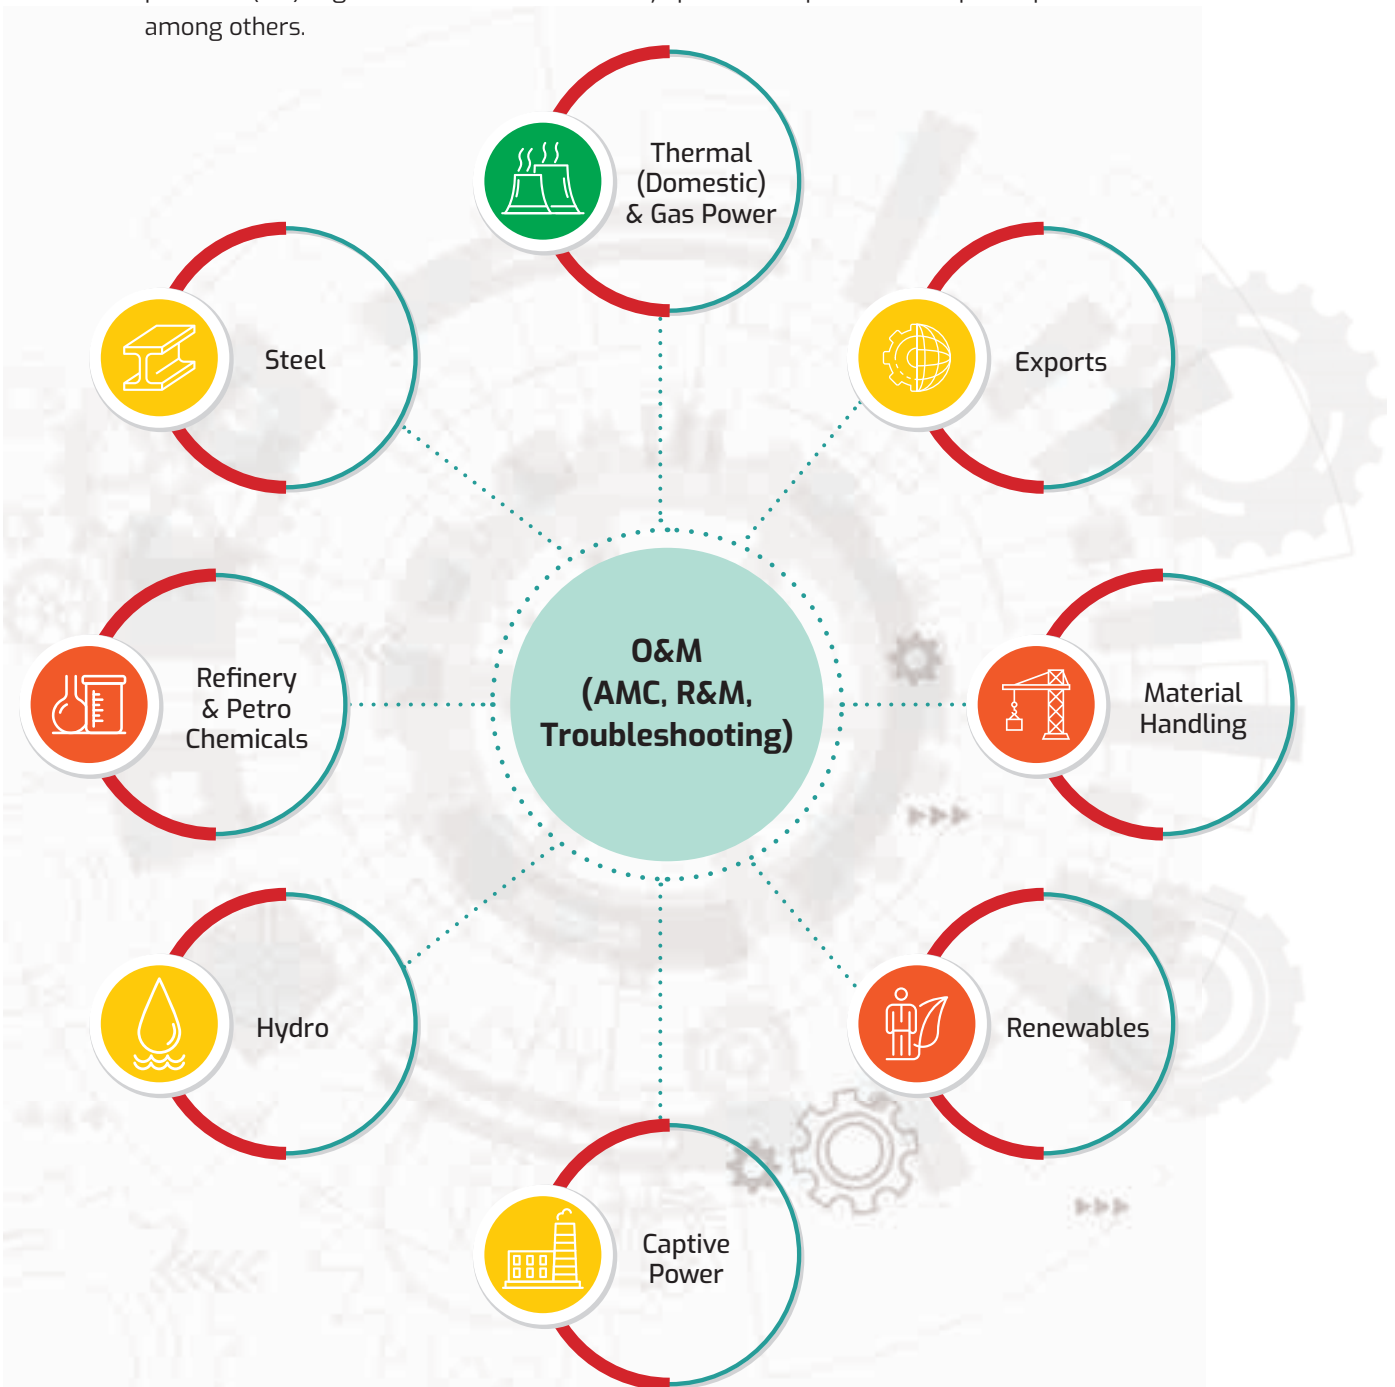 among others.
Thermal
(Domestic)
& Gas Power
Steel
Exports
O&M
(AMC, R&M,
Troubleshooting)
Refinery
& Petro
Chemicals
Material
Handling
Hydro
Renewables
Captive
Power